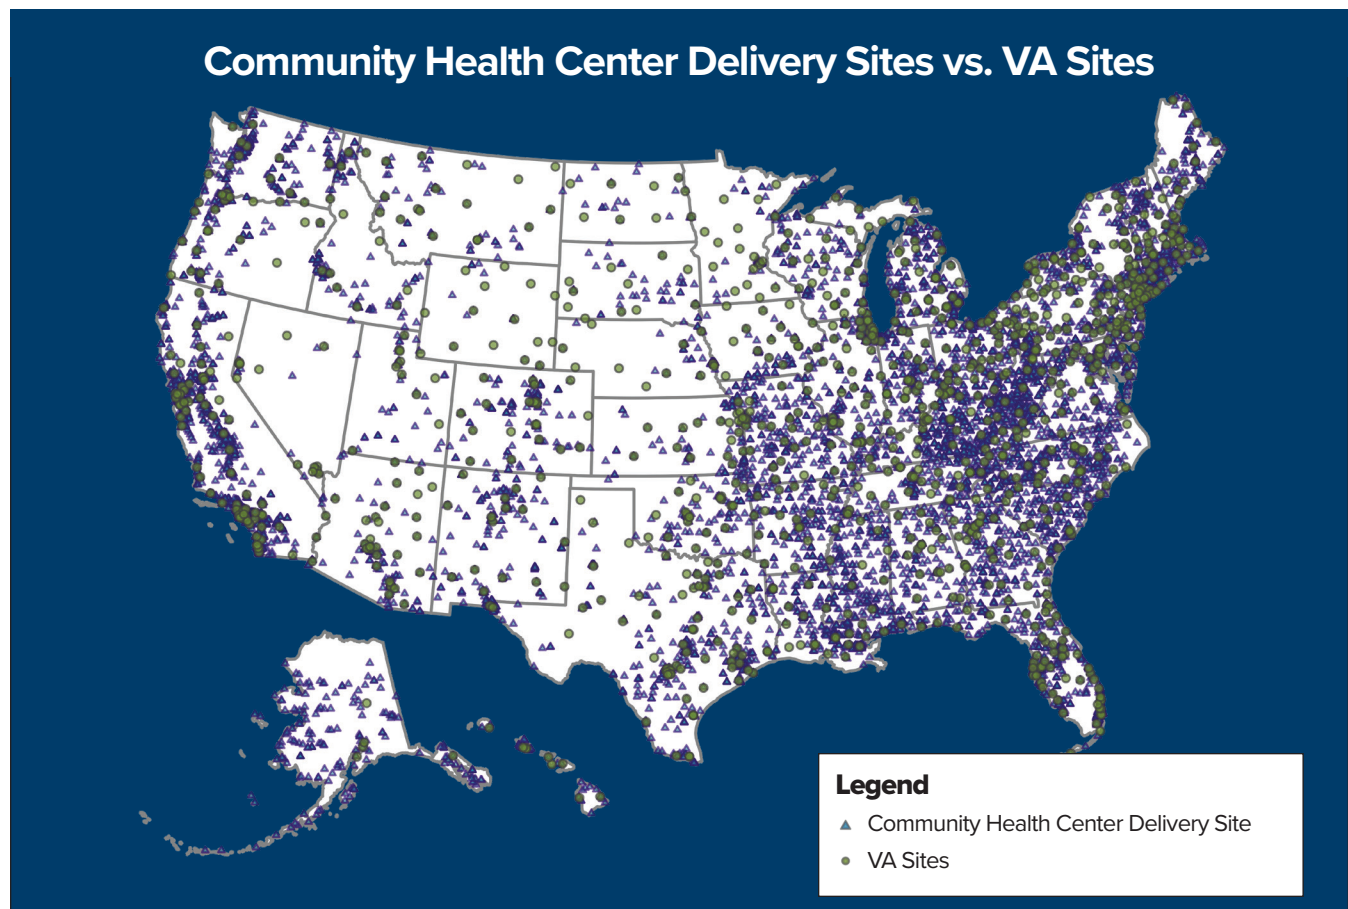 Community Health Center Delivery Sites vs. VA Sites
Legend
Community Health Center Delivery Site
VA Sites